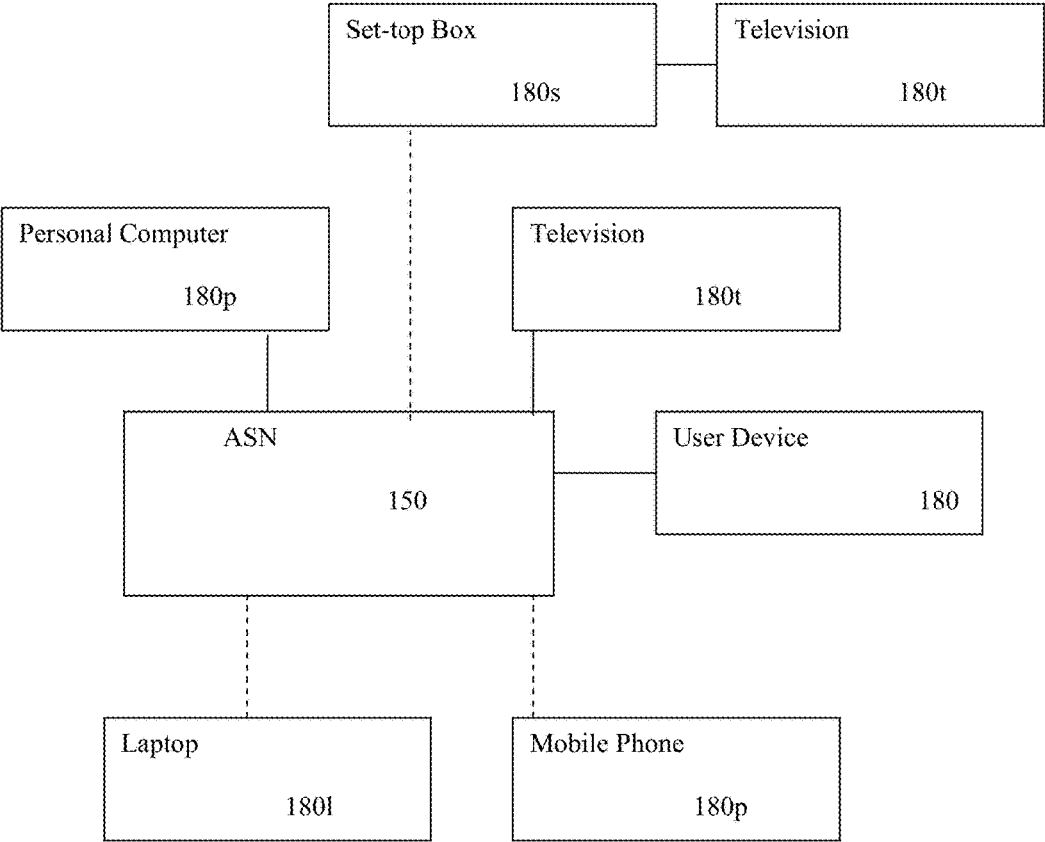 Set-top Box
180s
Television
180t
Personal Computer
180p
Television
180t
ASN
150
User Device
180
Laptop
180l
Mobile Phone
180p